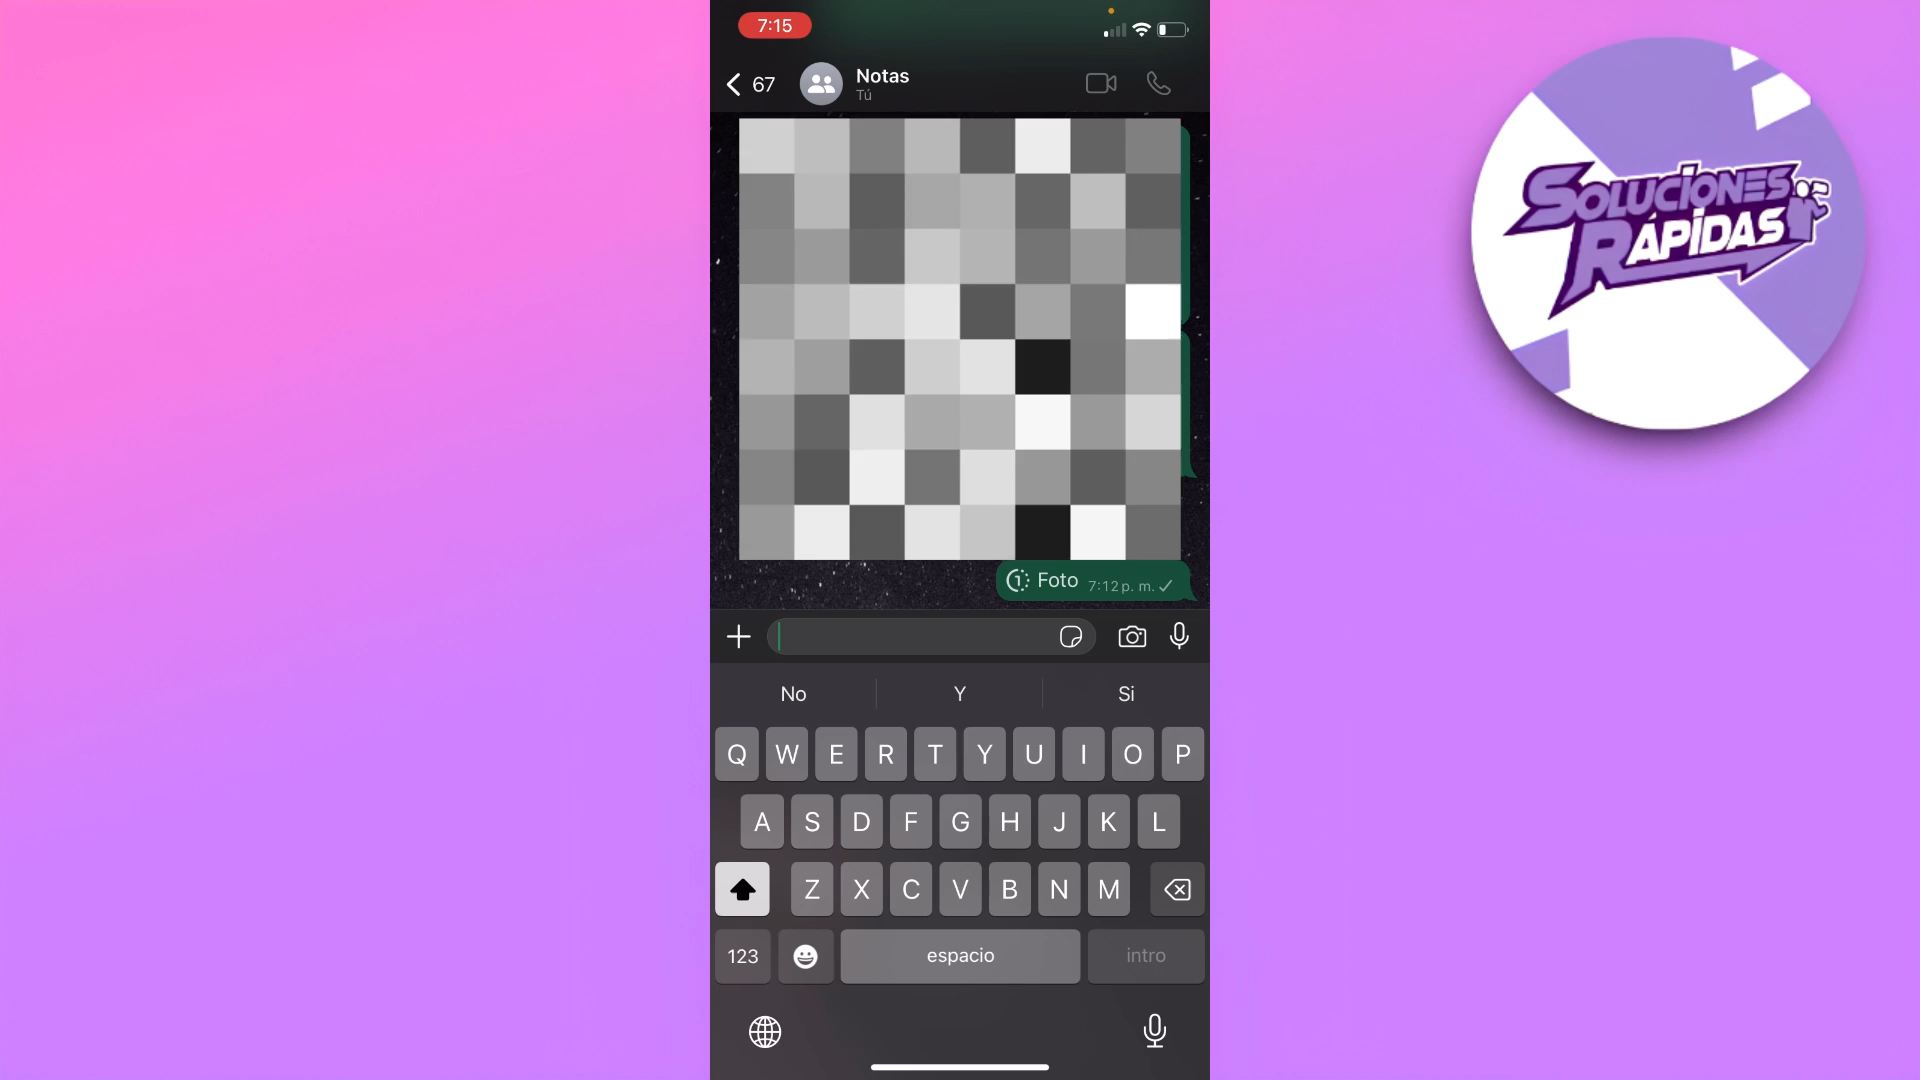 7:15
67
Notas
Tú
SOLUCIONES
RÁPIDAS
1 Foto 7:12 p. m.
No Y Si
Q W E R T Y U I O P
A S D F G H J K L
Z X C V B N M
123 espacio intro